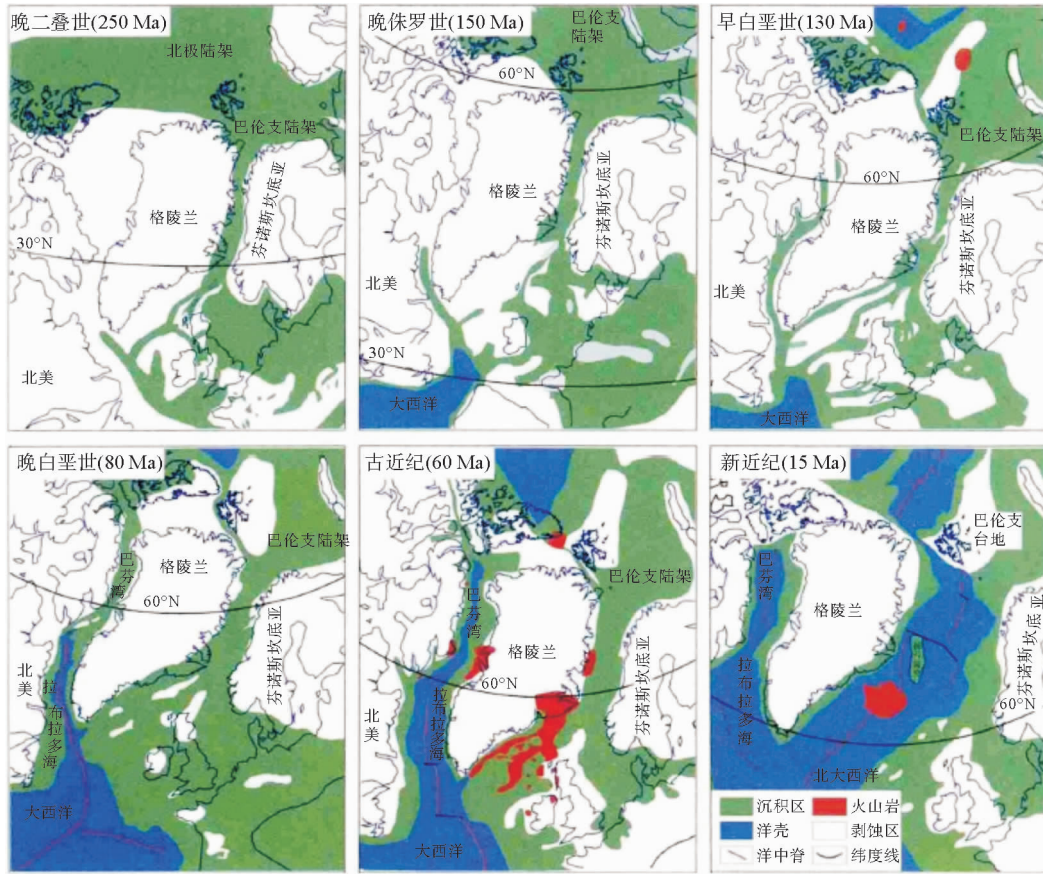 晚二叠世(250 Ma)
北极陆架
巴伦支陆架
格陵兰
芬诺斯坎底亚
30°N
北美
晚侏罗世(150 Ma)
巴伦支
陆架
60°N
格陵兰
芬诺斯坎底亚
北美
30°N
大西洋
早白垩世(130 Ma)
巴伦支陆架
60°N
格陵兰
芬诺斯坎底亚
北美
大西洋
晚白垩世(80 Ma)
巴伦支陆架
格陵兰
巴芬湾
60°N
芬诺斯坎底亚
北美
拉布拉多海
大西洋
古近纪(60 Ma)
巴伦支陆架
巴芬湾
格陵兰
60°N
芬诺斯坎底亚
拉布拉多海
北美
大西洋
新近纪(15 Ma)
巴伦支
台地
巴芬湾
格陵兰
芬诺斯坎底亚
拉布拉多海
60°N
北大西洋
沉积区
火山岩
洋壳
剥蚀区
洋中脊
纬度线